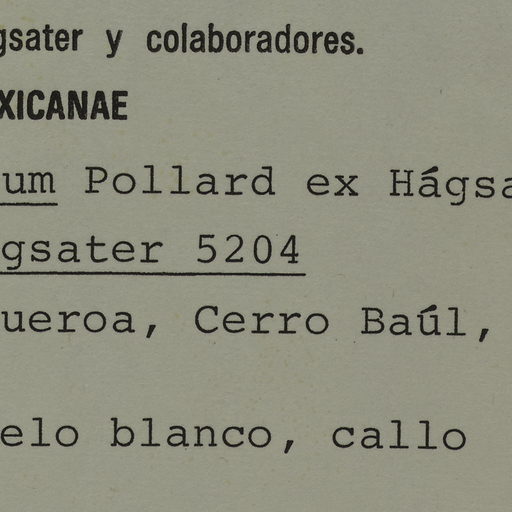 gsater y colaboradores.
XICANAE
um Pollard ex Hágsa
gsater 5204
ueroa, Cerro Baúl,
elo blanco, callo